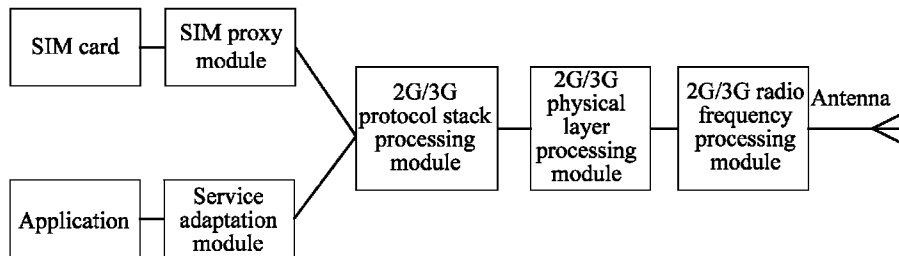 SIM card
SIM proxy
module
2G/3G
protocol stack
processing
module
2G/3G
physical
layer
processing
module
2G/3G radio
frequency
processing
module
Antenna
Application
Service
adaptation
module